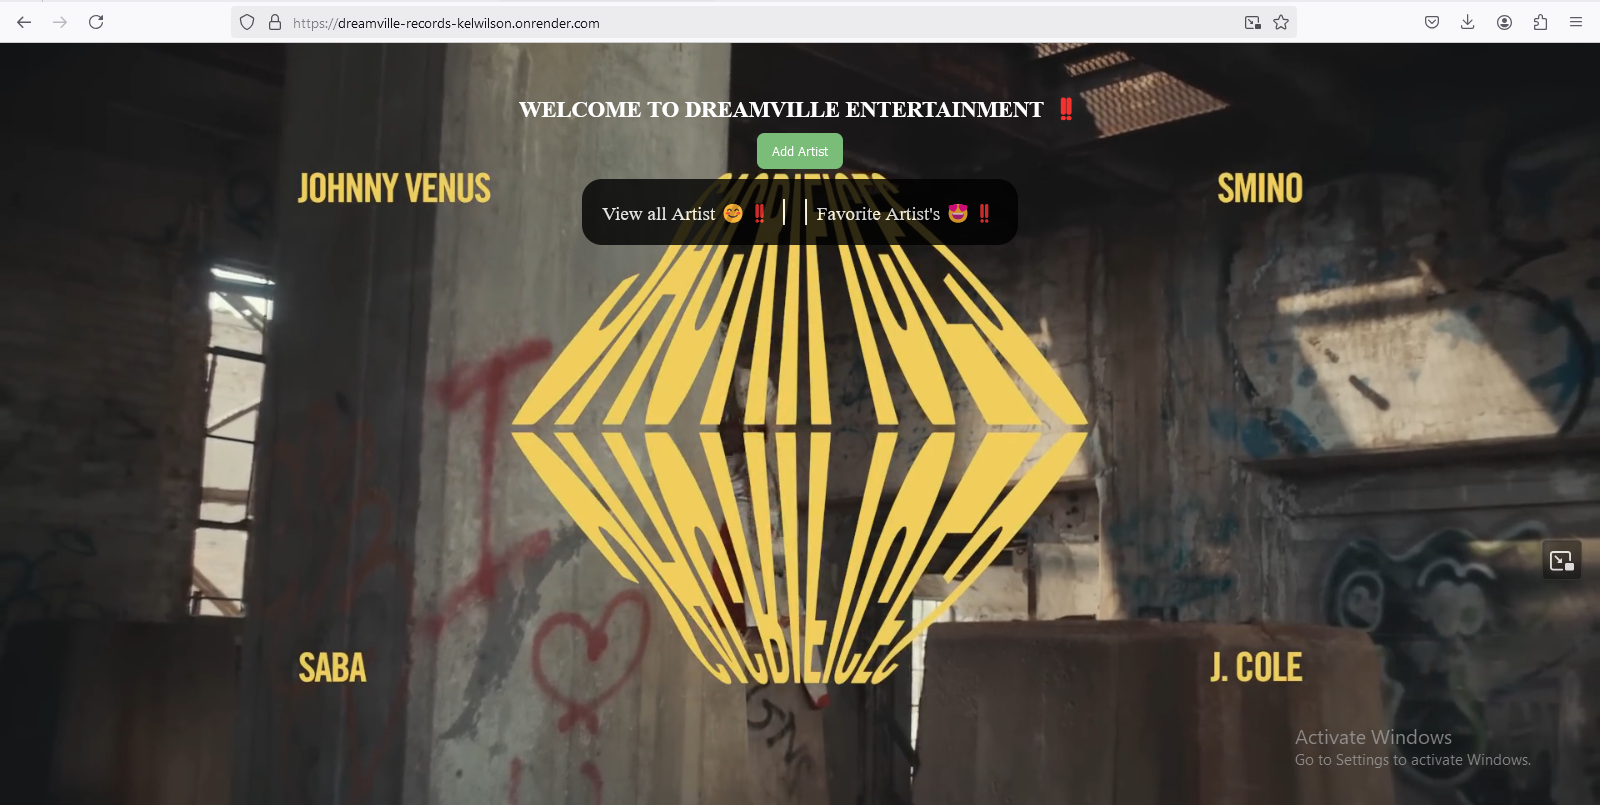 https://dreamville-records-kelwilson.onrender.com
WELCOME TO DREAMVILLE ENTERTAINMENT ‼️
Add Artist
JOHNNY VENUS
SMINO
View all Artist 😊 ‼️ | | Favorite Artist's 😍 ‼️
SABA
J. COLE
Activate Windows
Go to Settings to activate Windows.